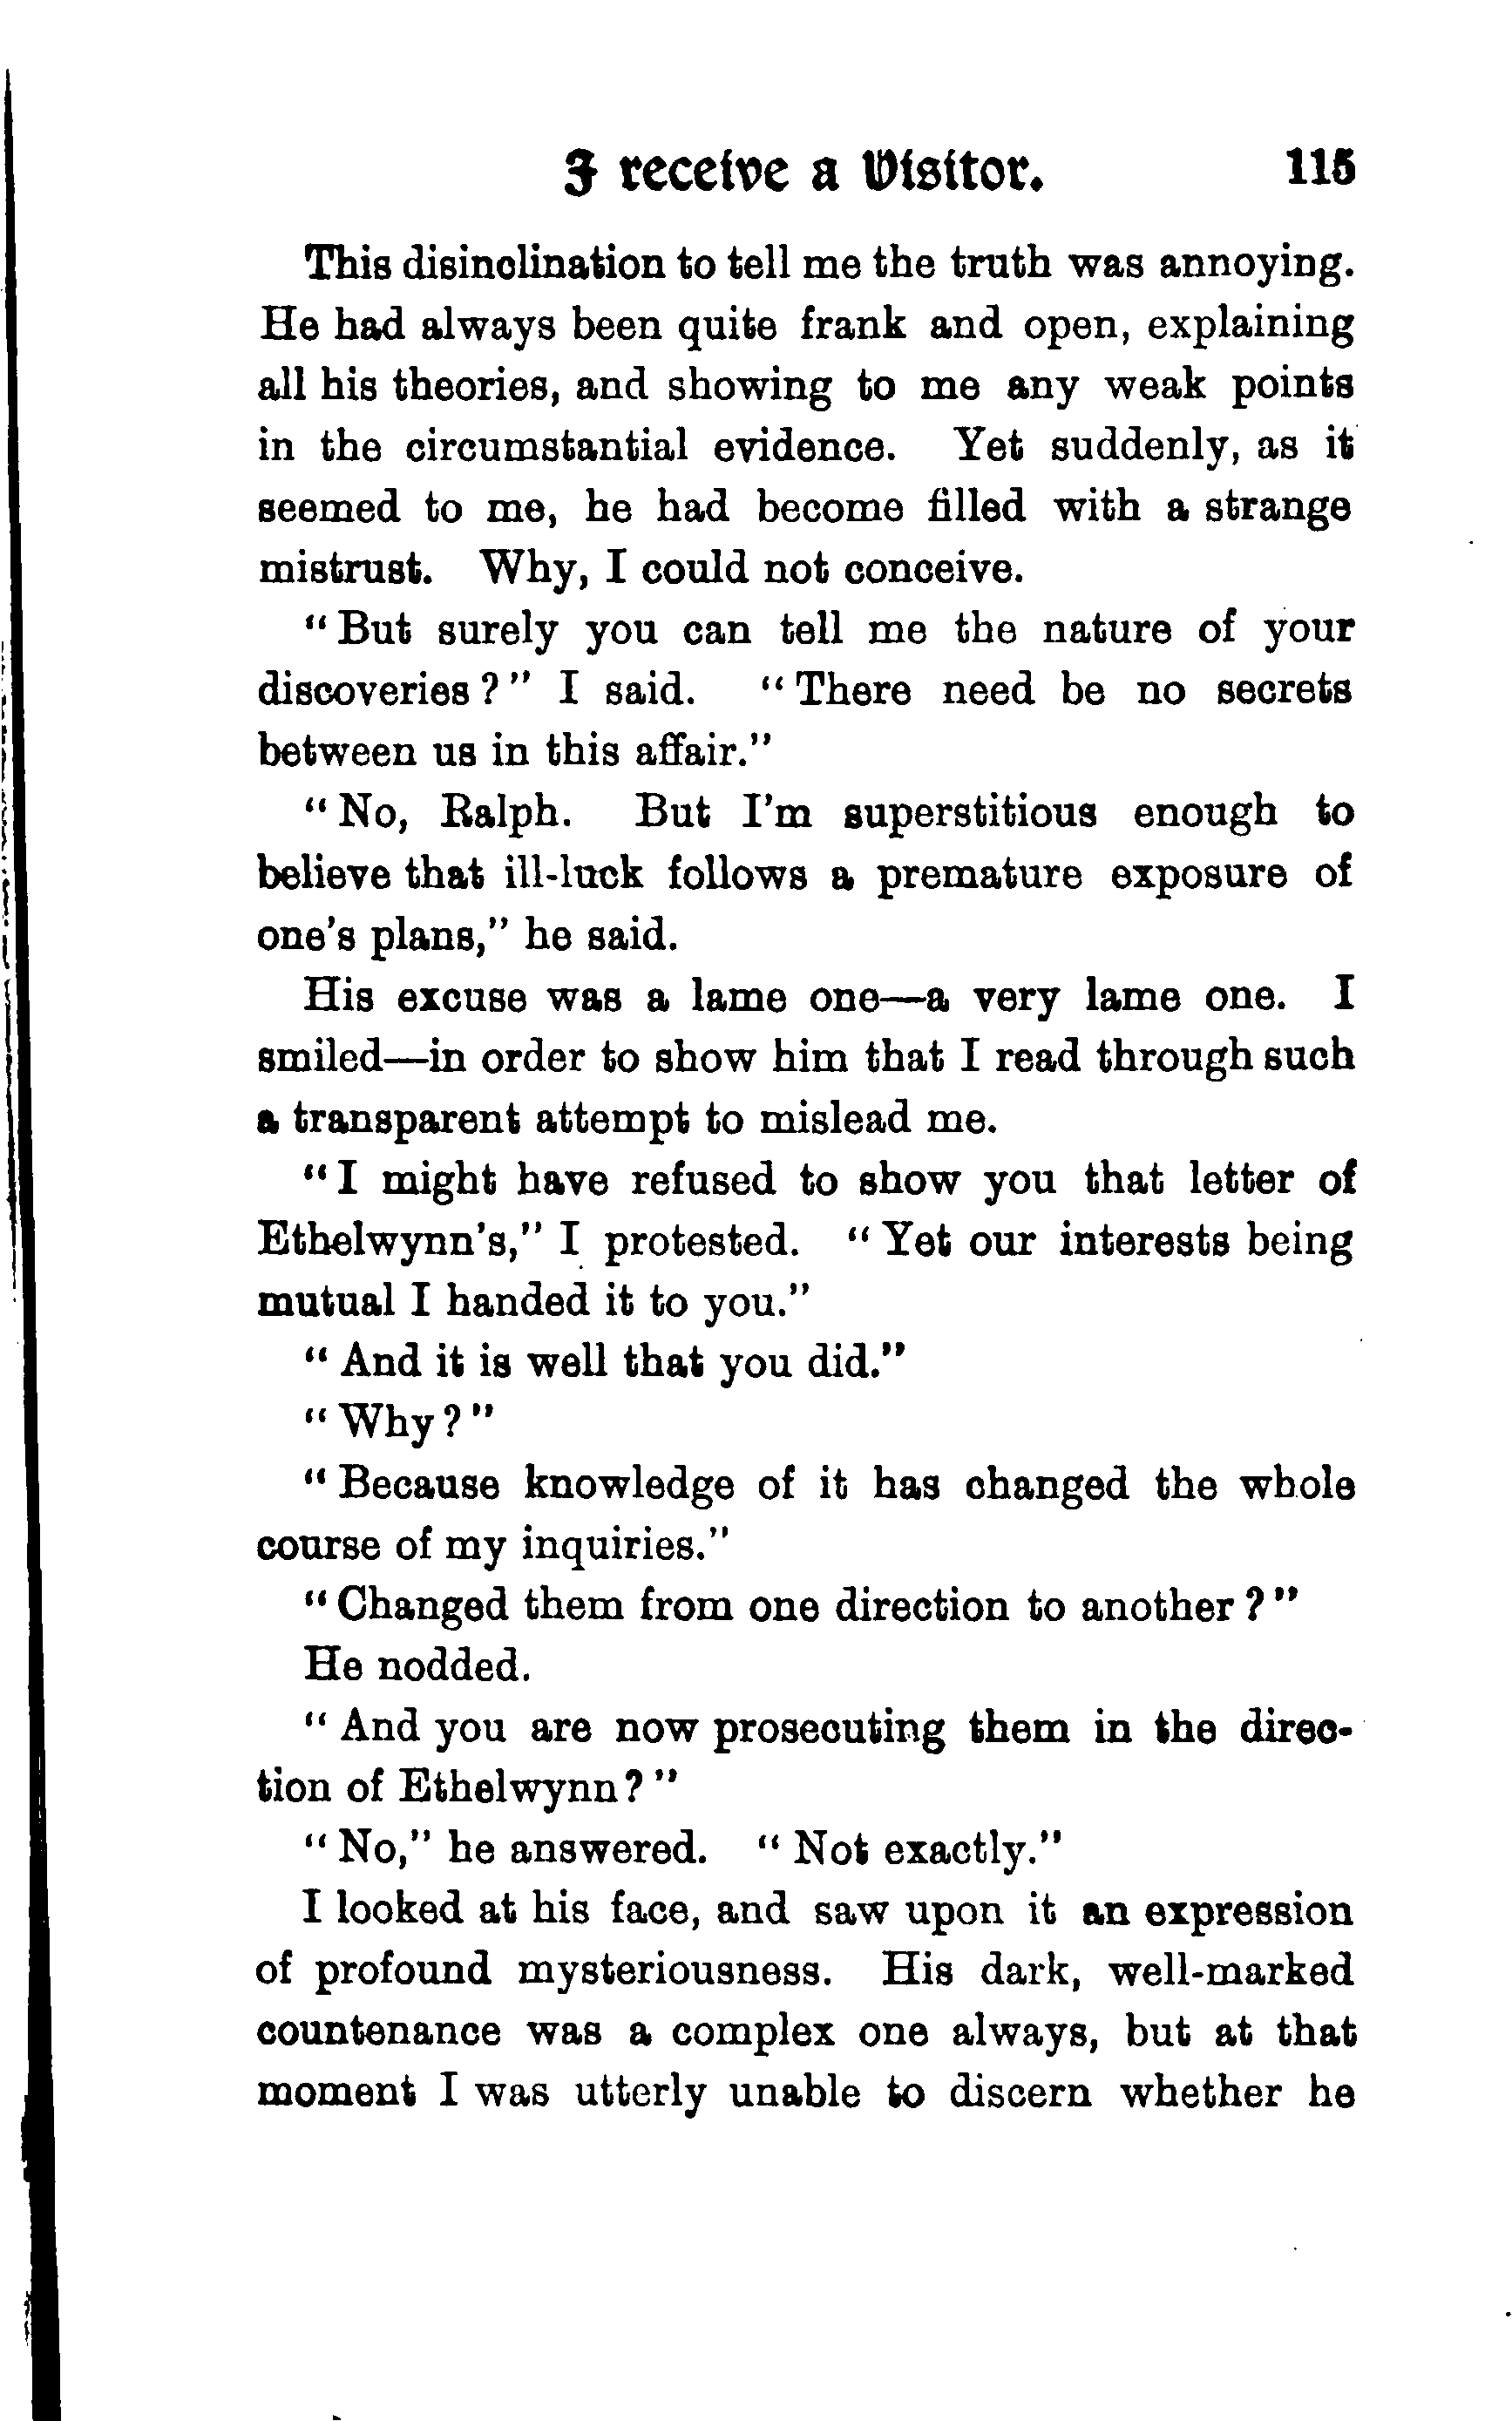 I receive a Visitor. 115
This disinclination to tell me the truth was annoying.
He had always been quite frank and open, explaining
all his theories, and showing to me any weak points
in the circumstantial evidence. Yet suddenly, as it
seemed to me, he had become filled with a strange
mistrust. Why, I could not conceive.
"But surely you can tell me the nature of your
discoveries?" I said. "There need be no secrets
between us in this affair."
"No, Ralph. But I'm superstitious enough to
believe that ill-luck follows a premature exposure of
one's plans," he said.
His excuse was a lame one—a very lame one. I
smiled—in order to show him that I read through such
a transparent attempt to mislead me.
"I might have refused to show you that letter of
Ethelwynn's," I protested. "Yet our interests being
mutual I handed it to you."
"And it is well that you did."
"Why?"
"Because knowledge of it has changed the whole
course of my inquiries."
"Changed them from one direction to another?"
He nodded.
"And you are now prosecuting them in the direc-
tion of Ethelwynn?"
"No," he answered. "Not exactly."
I looked at his face, and saw upon it an expression
of profound mysteriousness. His dark, well-marked
countenance was a complex one always, but at that
moment I was utterly unable to discern whether he